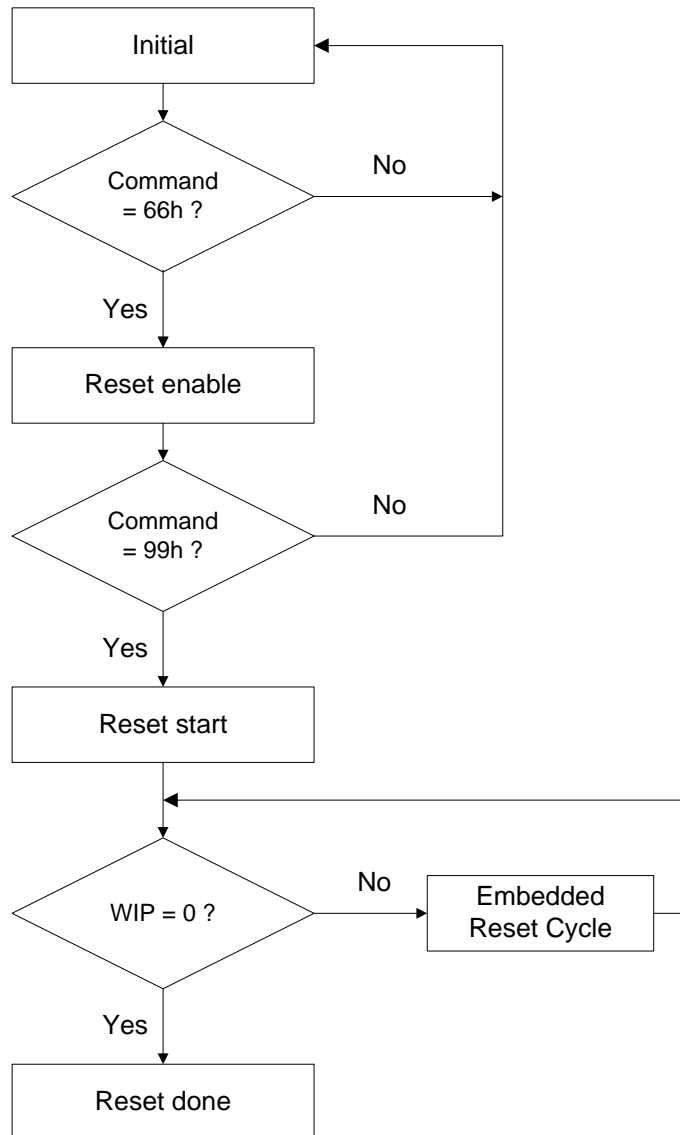 Initial
Command
= 66h ?
No
Yes
Reset enable
Command
= 99h ?
No
Yes
Reset start
WIP = 0 ?
No
Embedded
Reset Cycle
Yes
Reset done